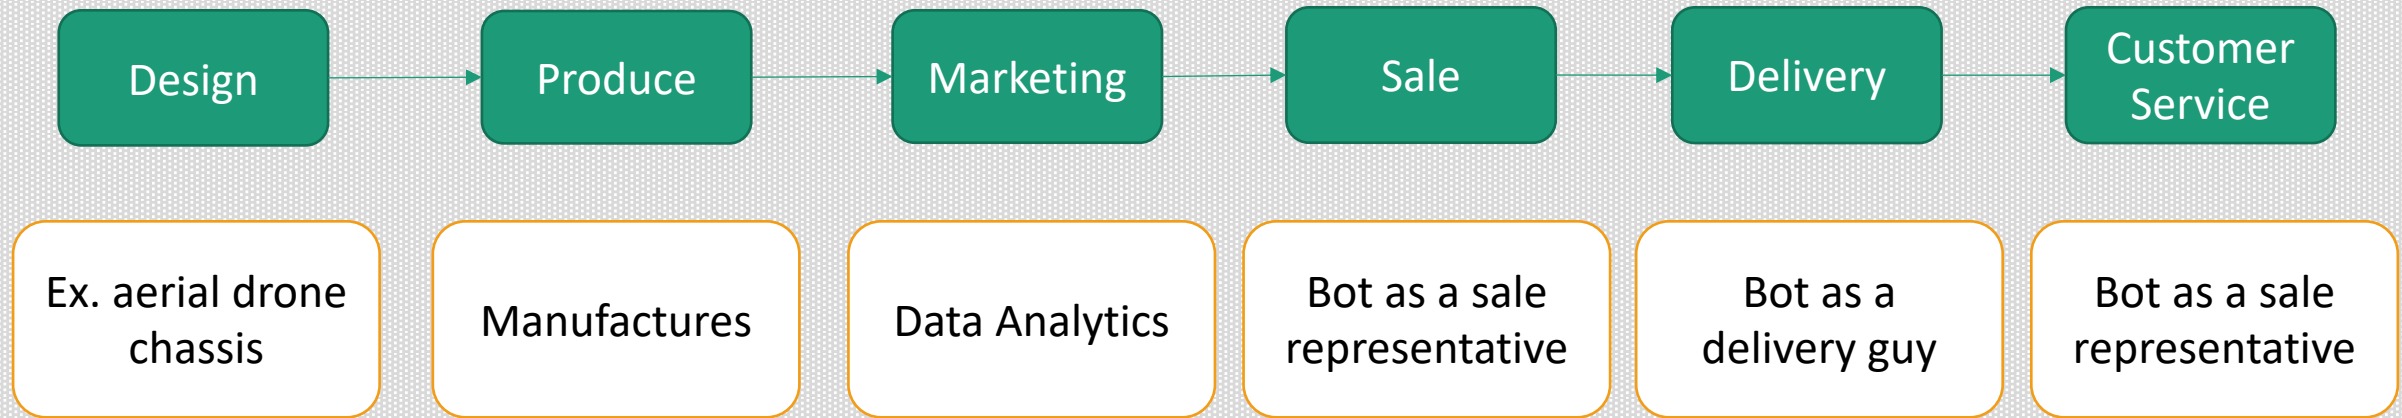 Design
Produce
Marketing
Sale
Delivery
Customer
Service
Ex. aerial drone
chassis
Manufactures
Data Analytics
Bot as a sale
representative
Bot as a
delivery guy
Bot as a sale
representative